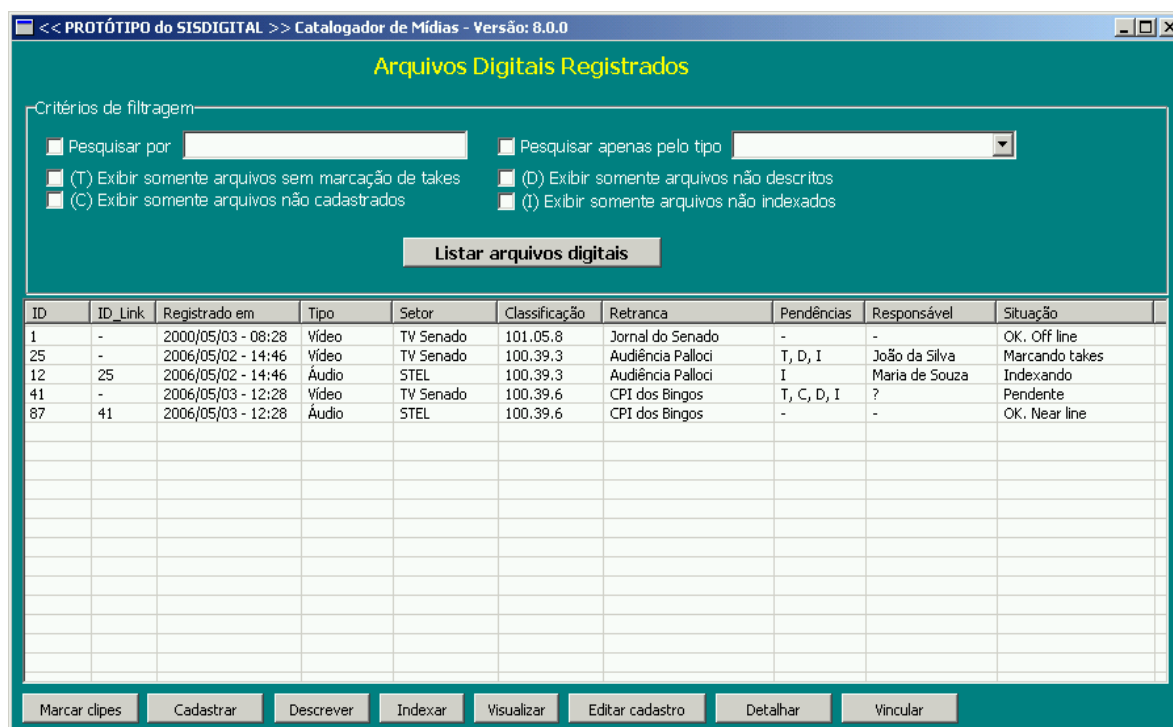 << PROTÓTIPO do SISDIGITAL >> Catalogador de Mídias - Versão: 8.0.0
Arquivos Digitais Registrados
Critérios de filtragem
Pesquisar por Pesquisar apenas pelo tipo
(T) Exibir somente arquivos sem marcação de takes (D) Exibir somente arquivos não descritos
(C) Exibir somente arquivos não cadastrados (I) Exibir somente arquivos não indexados
Listar arquivos digitais
ID ID_Link Registrado em Tipo Setor Classificação Retranca Pendências Responsável Situação
1 - 2000/05/03 - 08:28 Vídeo TV Senado 101.05.8 Jornal do Senado - - OK. Off line
25 - 2006/05/02 - 14:46 Vídeo TV Senado 100.39.3 Audiência Palloci T, D, I João da Silva Marcando takes
12 25 2006/05/02 - 14:46 Áudio STEL 100.39.3 Audiência Palloci I Maria de Souza Indexando
41 - 2006/05/03 - 12:28 Vídeo TV Senado 100.39.6 CPI dos Bingos T, C, D, I ? Pendente
87 41 2006/05/03 - 12:28 Áudio STEL 100.39.6 CPI dos Bingos - - OK. Near line
Marcar clipes Cadastrar Descrever Indexar Visualizar Editar cadastro Detalhar Vincular